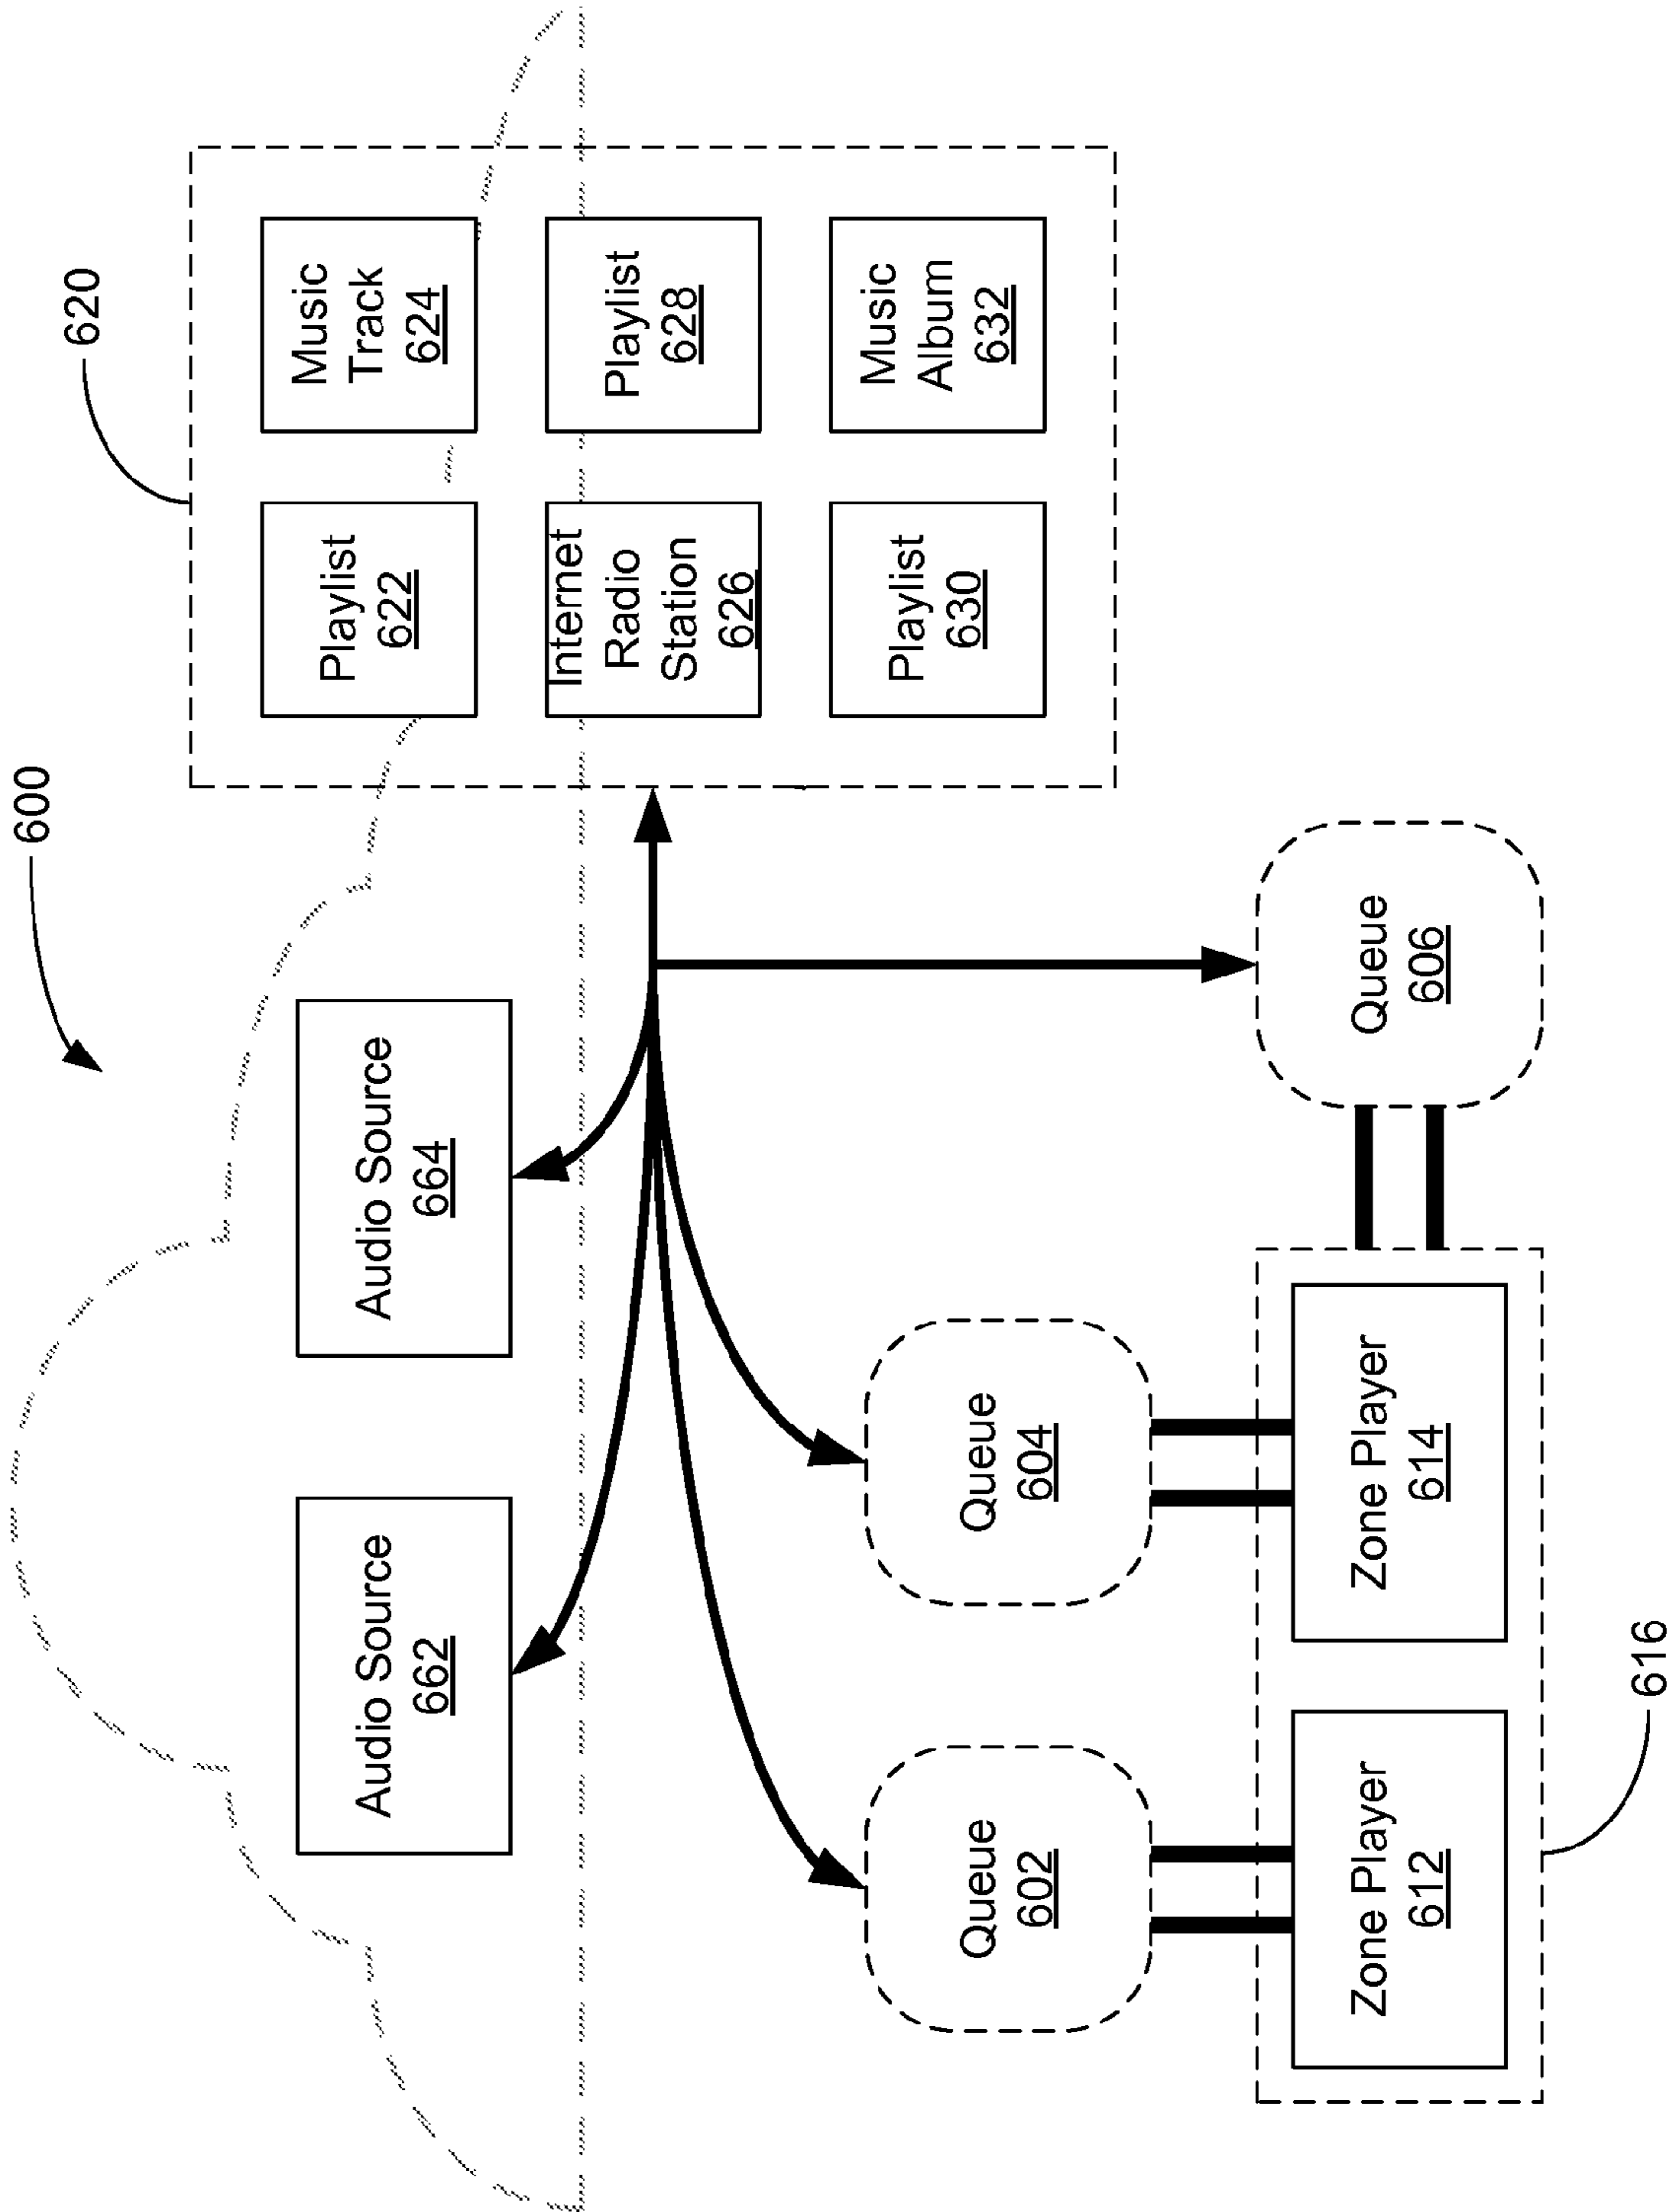 600
620
Audio Source
662
Audio Source
664
Playlist
622
Music
Track
624
Internet
Radio
Station
626
Playlist
628
Playlist
630
Music
Album
632
Queue
602
Queue
604
Queue
606
Zone Player
612
Zone Player
614
616